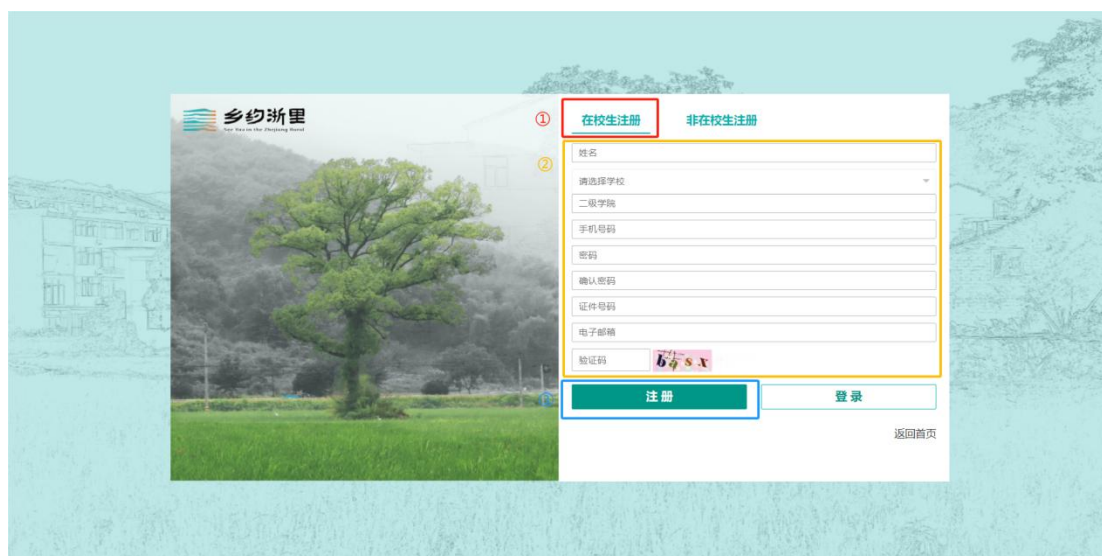 乡约浙里
① 在校生注册 非在校生注册
②
姓名
请选择学校
二级学院
手机号码
密码
确认密码
证件号码
电子邮箱
验证码
③ 注 册 登 录
返回首页